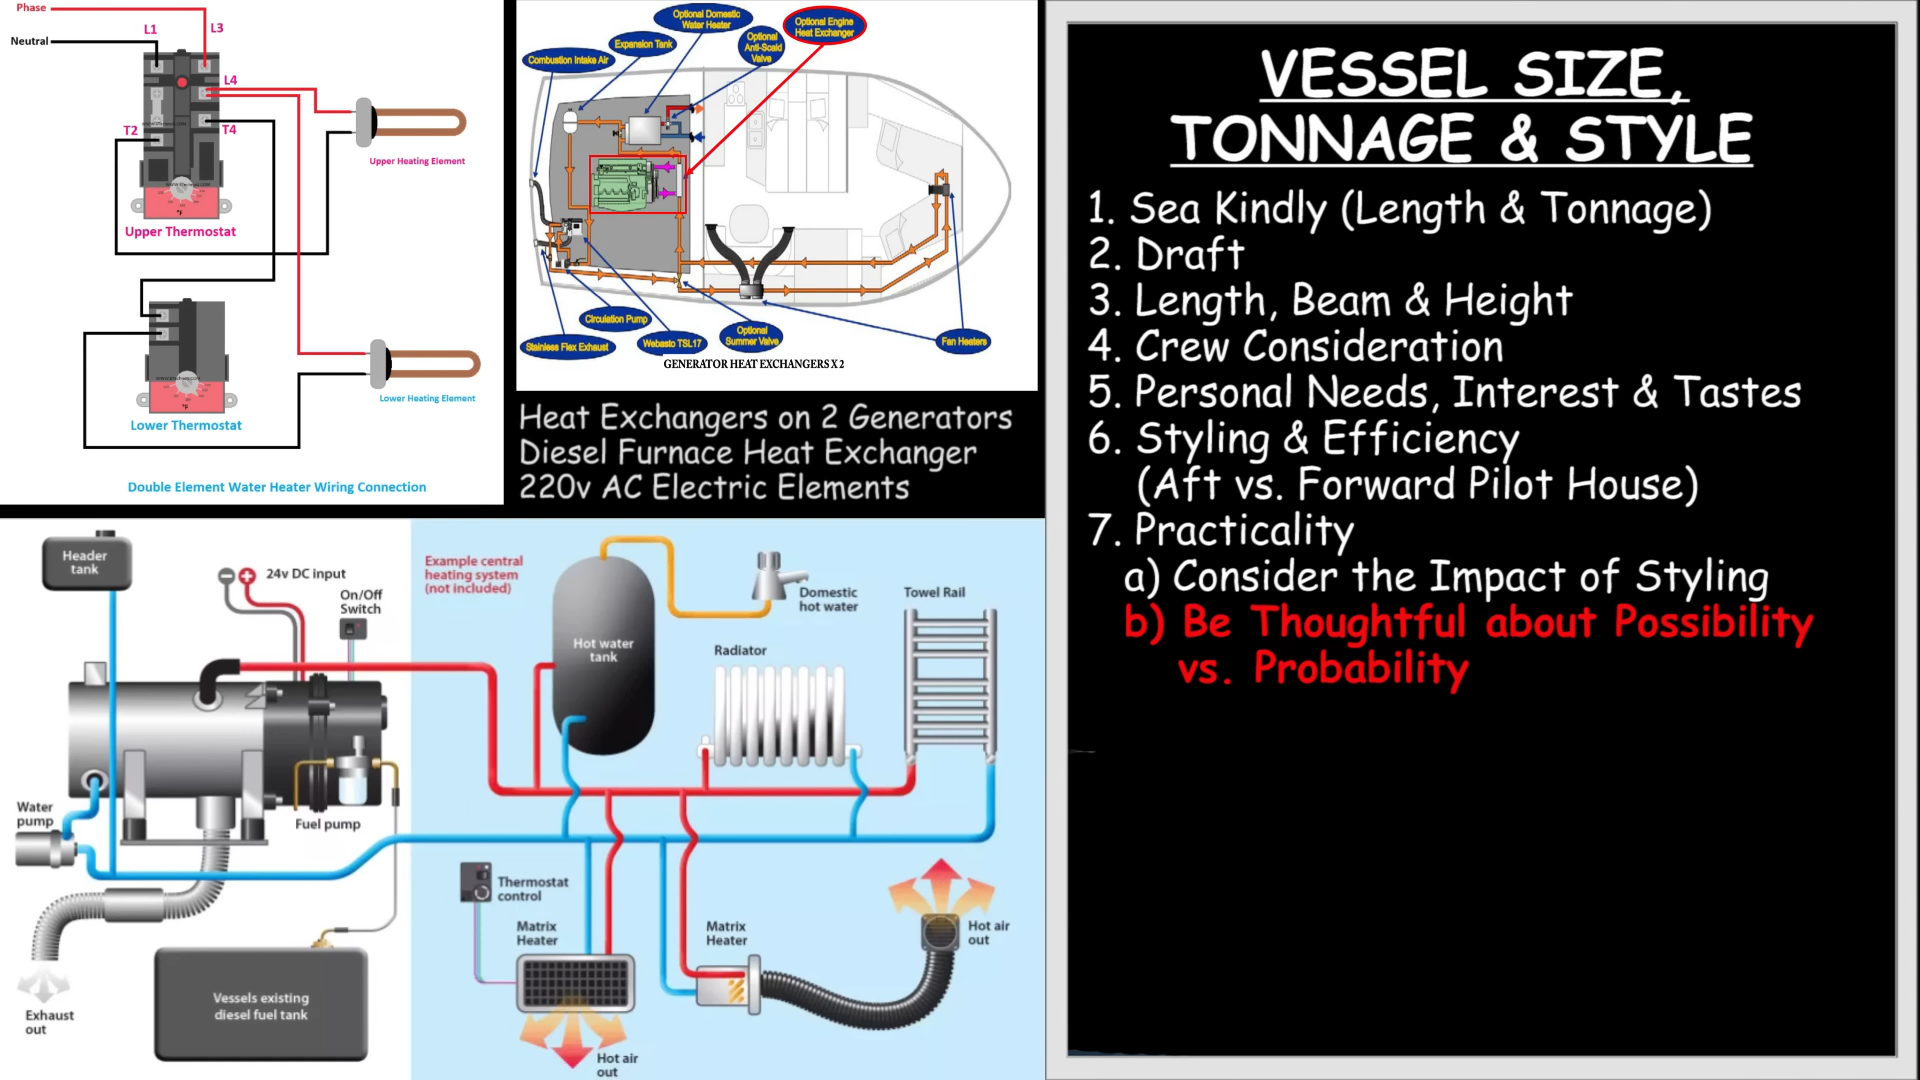 Phase
L1
L3
Neutral
L4
T2
T4
Upper Heating Element
°F
Upper Thermostat
°F
Lower Thermostat
Lower Heating Element
Double Element Water Heater Wiring Connection
Optional Domestic
Water Heater
Optional Engine
Heat Exchanger
Expansion Tank
Optional
Anti-Scald
Valve
Combustion Intake Air
Circulation Pump
Stainless Flex Exhaust
Webasto TSL17
Optional
Summer Valve
Fan Heaters
GENERATOR HEAT EXCHANGERS X 2
Heat Exchangers on 2 Generators
Diesel Furnace Heat Exchanger
220v AC Electric Elements
Header
tank
24v DC input
On/Off
Switch
Example central
heating system
(not included)
Hot water
tank
Domestic
hot water
Towel Rail
Radiator
Water
pump
Fuel pump
Thermostat
control
Matrix
Heater
Matrix
Heater
Hot air
out
Exhaust
out
Vessels existing
diesel fuel tank
Hot air
out
VESSEL SIZE,
TONNAGE & STYLE
1. Sea Kindly (Length & Tonnage)
2. Draft
3. Length, Beam & Height
4. Crew Consideration
5. Personal Needs, Interest & Tastes
6. Styling & Efficiency
(Aft vs. Forward Pilot House)
7. Practicality
a) Consider the Impact of Styling
b) Be Thoughtful about Possibility
vs. Probability